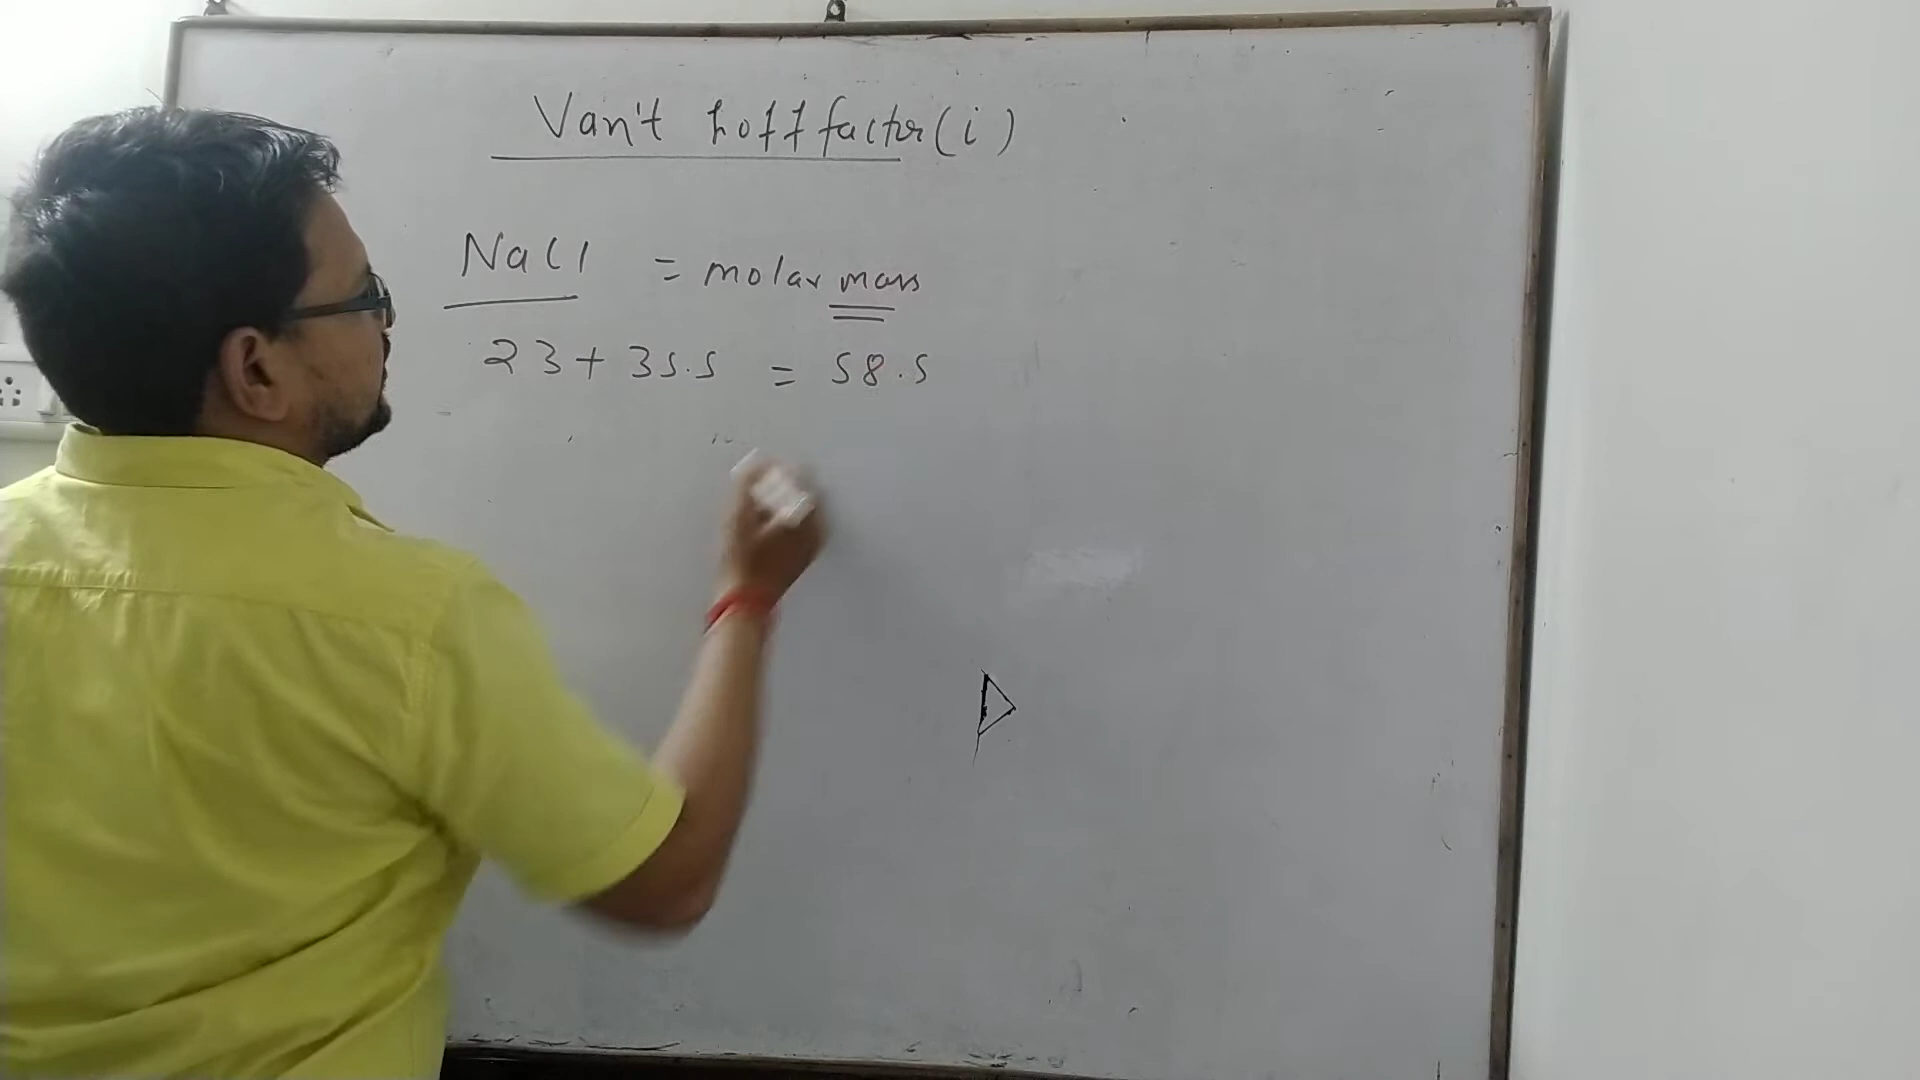 Van't hoff factor (i)
NaCl = molar mass
23 + 35.5 = 58.5